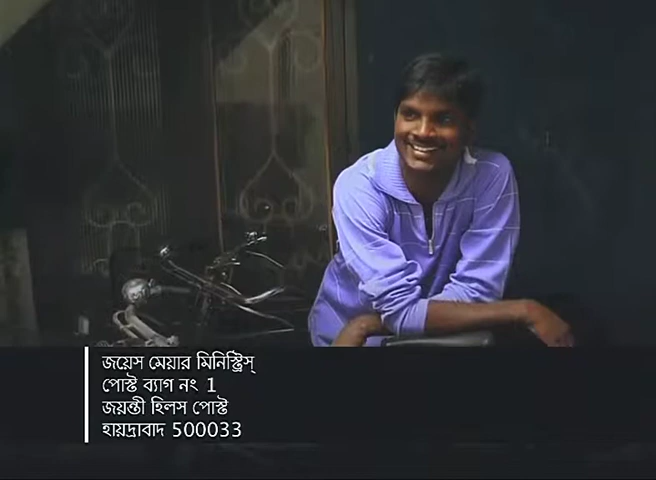 জয়েস মেয়ার মিনিস্ট্রিস্
পোস্ট ব্যাগ নং 1
জয়ন্তী হিলস পোস্ট
হায়দ্রাবাদ 500033